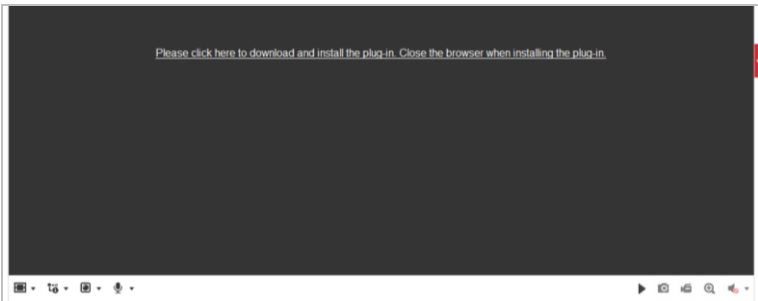 Please click here to download and install the plug-in. Close the browser when installing the plug-in.